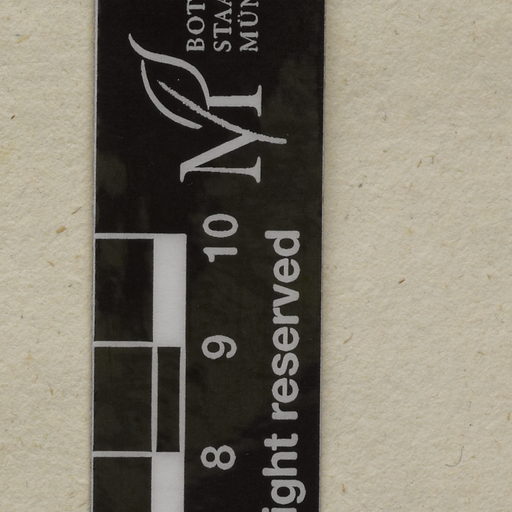 BOT
STAA
MÜN
10
9
8
ight reserved